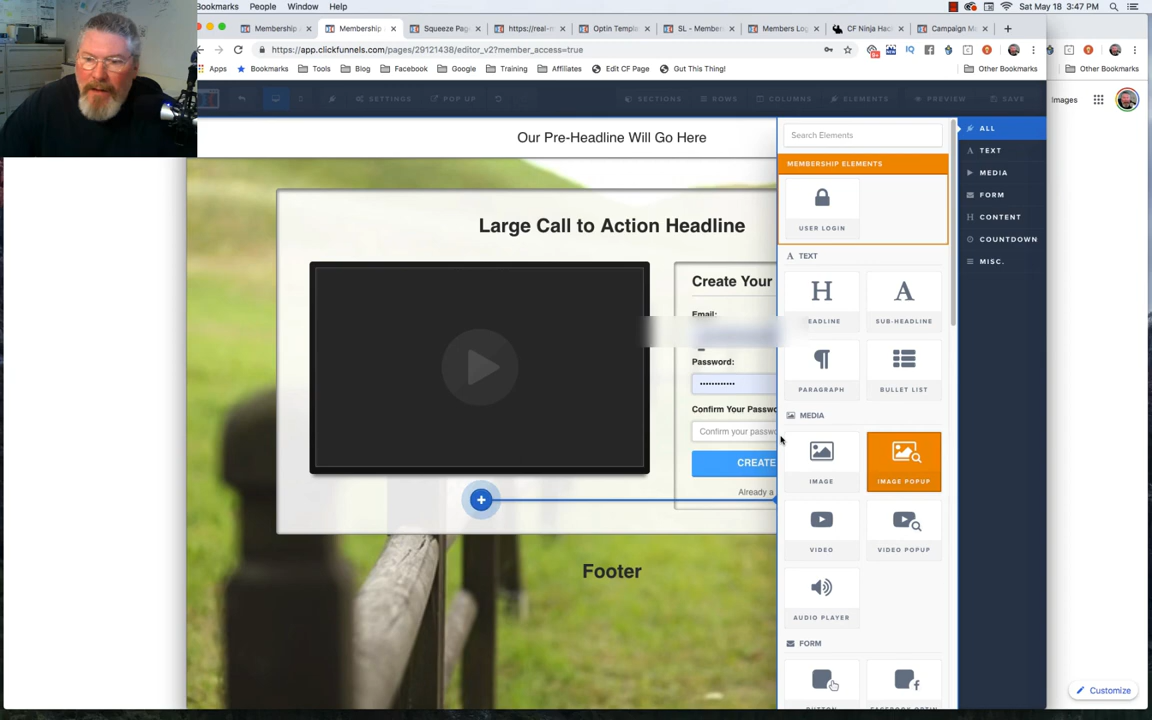 Bookmarks People Window Help Sat May 18 3:47 PM
Membership Membership Squeeze Pag https://real-m Optin Templa SL - Member Members Log CF Ninja Hac Campaign Me
https://app.clickfunnels.com/pages/29121438/editor_v2?member_access=true
Apps Bookmarks Tools Blog Facebook Google Training Affiliates Edit CF Page Gut This Thing! Other Bookmarks Other Bookmarks
SETTINGS POP UP SECTIONS ROWS COLUMNS ELEMENTS PREVIEW SAVE Images
Our Pre-Headline Will Go Here
Large Call to Action Headline
Create Your
Email:
Password:
••••••••••••
Confirm Your Passwo
Confirm your passw
CREATE
Already a
Footer
Search Elements
MEMBERSHIP ELEMENTS
USER LOGIN
TEXT
EADLINE SUB-HEADLINE
PARAGRAPH BULLET LIST
MEDIA
IMAGE IMAGE POPUP
VIDEO VIDEO POPUP
AUDIO PLAYER
FORM
ALL
TEXT
MEDIA
FORM
CONTENT
COUNTDOWN
MISC.
Customize